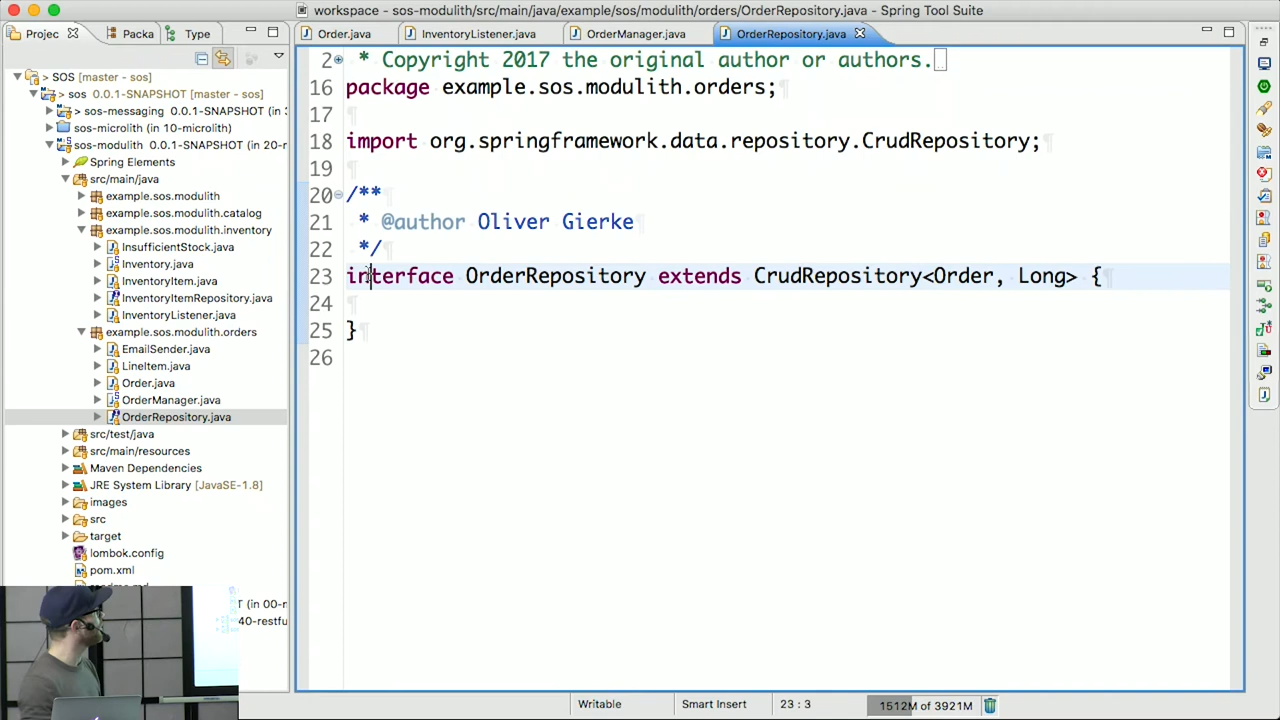 workspace - sos-modulith/src/main/java/example/sos/modulith/orders/OrderRepository.java - Spring Tool Suite
Projec
Packa
Type
Order.java
InventoryListener.java
OrderManager.java
OrderRepository.java
> SOS [master - sos]
> sos 0.0.1-SNAPSHOT [master - sos]
> sos-messaging 0.0.1-SNAPSHOT (in 3
sos-microlith (in 10-microlith)
sos-modulith 0.0.1-SNAPSHOT (in 20-m
Spring Elements
src/main/java
example.sos.modulith
example.sos.modulith.catalog
example.sos.modulith.inventory
InsufficientStock.java
Inventory.java
InventoryItem.java
InventoryItemRepository.java
InventoryListener.java
example.sos.modulith.orders
EmailSender.java
LineItem.java
Order.java
OrderManager.java
OrderRepository.java
src/test/java
src/main/resources
Maven Dependencies
JRE System Library [JavaSE-1.8]
images
src
target
lombok.config
pom.xml
T (in 00-m
40-restfu
2 * Copyright 2017 the original author or authors.
16 package example.sos.modulith.orders;
17
18 import org.springframework.data.repository.CrudRepository;
19
20 /**
21 * @author Oliver Gierke
22 */
23 interface OrderRepository extends CrudRepository<Order, Long> {
24
25 }
26
Writable
Smart Insert
23 : 3
1512M of 3921M